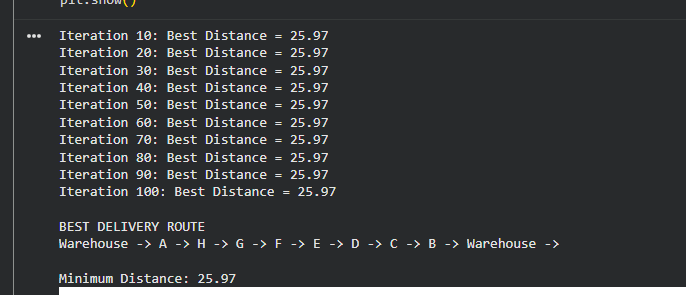 plt.show()
Iteration 10: Best Distance = 25.97
Iteration 20: Best Distance = 25.97
Iteration 30: Best Distance = 25.97
Iteration 40: Best Distance = 25.97
Iteration 50: Best Distance = 25.97
Iteration 60: Best Distance = 25.97
Iteration 70: Best Distance = 25.97
Iteration 80: Best Distance = 25.97
Iteration 90: Best Distance = 25.97
Iteration 100: Best Distance = 25.97
BEST DELIVERY ROUTE
Warehouse -> A -> H -> G -> F -> E -> D -> C -> B -> Warehouse ->
Minimum Distance: 25.97